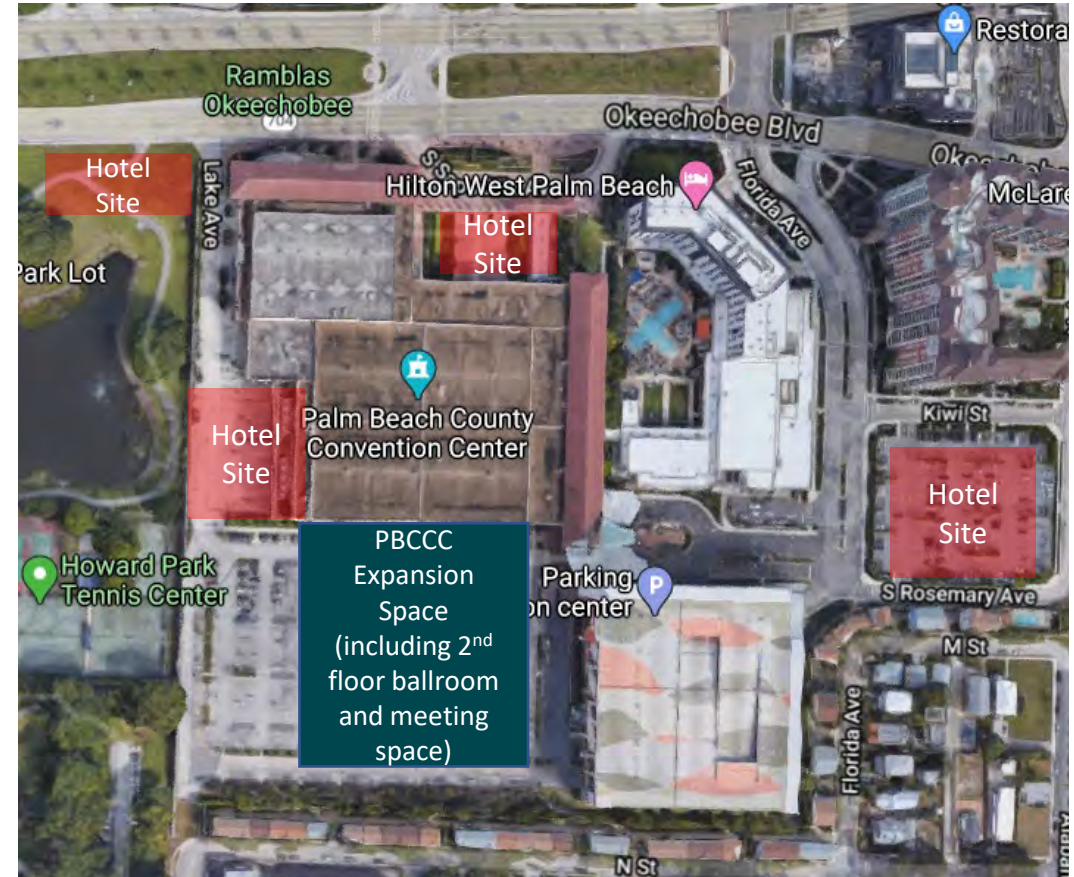 Restora
Ramblas
Okeechobee
704
Okeechobee Blvd
Hotel
Site
Lake Ave
Hilton West Palm Beach
Florida Ave
McLare
Hotel
Site
Park Lot
Palm Beach County
Convention Center
Kiwi St
Hotel
Site
Hotel
Site
PBCCC
Expansion
Space
(including 2nd
floor ballroom
and meeting
space)
Howard Park
Tennis Center
Parking
on center
P
S Rosemary Ave
M St
Florida Ave
N St